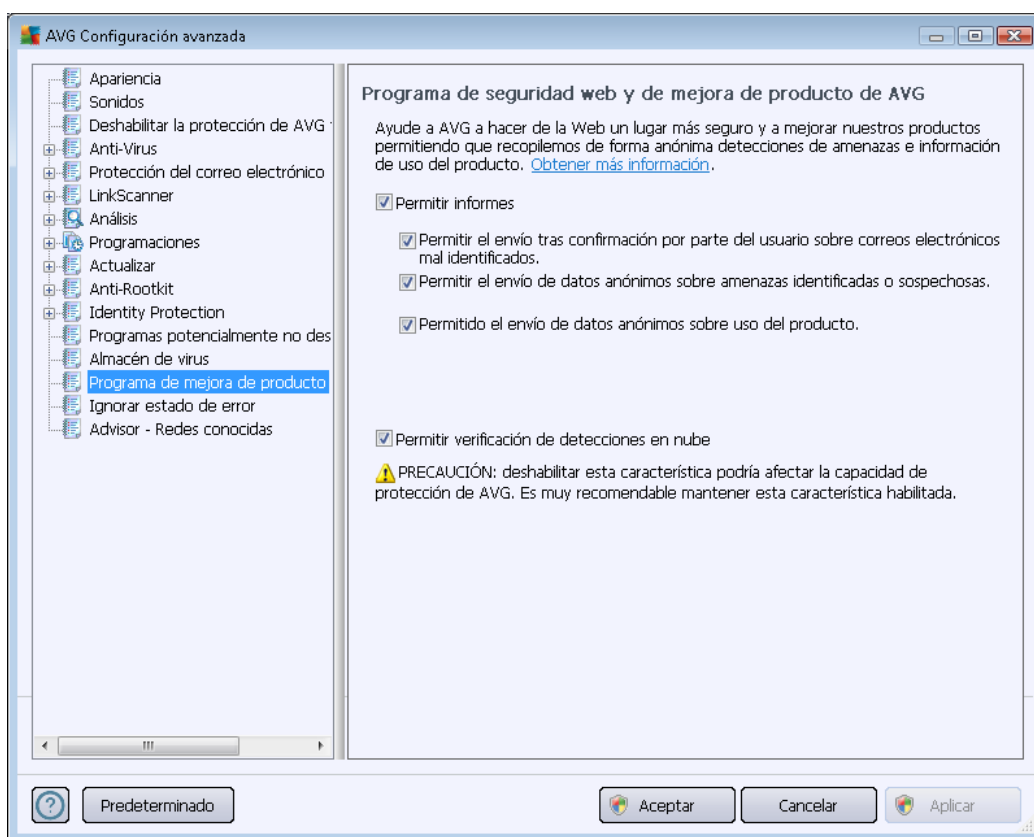 AVG Configuración avanzada
Apariencia
Sonidos
Deshabilitar la protección de AVG
Anti-Virus
Protección del correo electrónico
LinkScanner
Análisis
Programaciones
Actualizar
Anti-Rootkit
Identity Protection
Programas potencialmente no des
Almacén de virus
Programa de mejora de producto
Ignorar estado de error
Advisor - Redes conocidas
Programa de seguridad web y de mejora de producto de AVG
Ayude a AVG a hacer de la Web un lugar más seguro y a mejorar nuestros productos
permitiendo que recopilemos de forma anónima detecciones de amenazas e información
de uso del producto. Obtener más información.
Permitir informes
Permitir el envío tras confirmación por parte del usuario sobre correos electrónicos
mal identificados.
Permitir el envío de datos anónimos sobre amenazas identificadas o sospechosas.
Permitido el envío de datos anónimos sobre uso del producto.
Permitir verificación de detecciones en nube
PRECAUCIÓN: deshabilitar esta característica podría afectar la capacidad de
protección de AVG. Es muy recomendable mantener esta característica habilitada.
Predeterminado
Aceptar
Cancelar
Aplicar